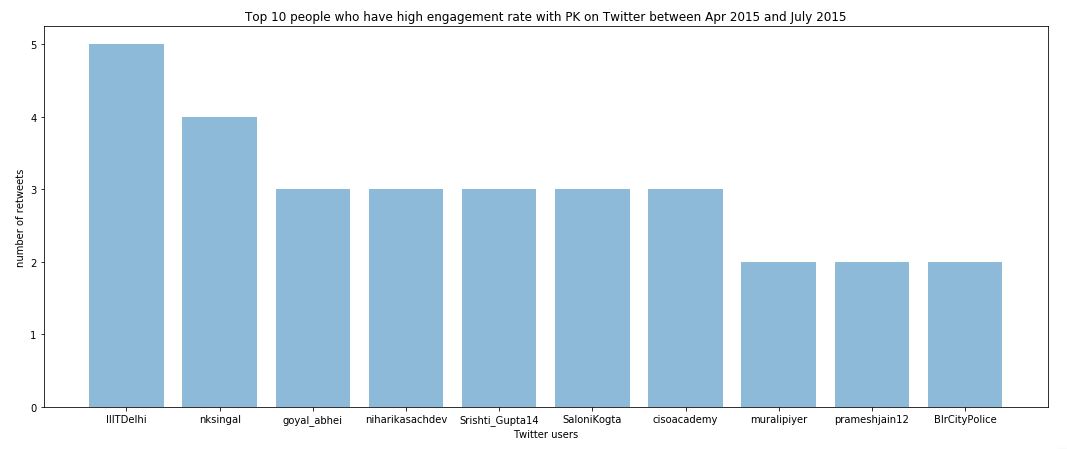 Top 10 people who have high engagement rate with PK on Twitter between Apr 2015 and July 2015
number of retweets
5
4
3
2
1
0
IIITDelhi nksingal goyal_abhei niharikasachdev Srishti_Gupta14 SaloniKogta cisoacademy muralipiyer prameshjain12 BlrCityPolice
Twitter users